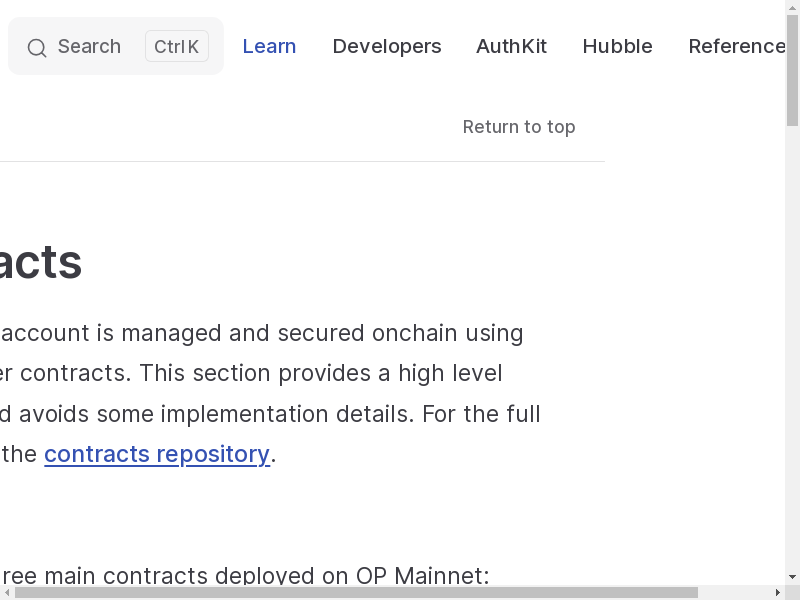 Search Ctrl K Learn Developers AuthKit Hubble Reference
Return to top
acts
account is managed and secured onchain using
er contracts. This section provides a high level
d avoids some implementation details. For the full
the contracts repository.
ree main contracts deployed on OP Mainnet: